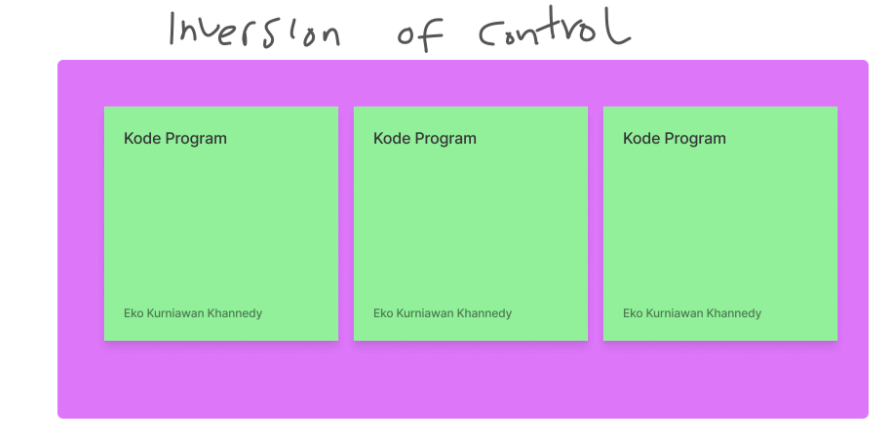 Inversion of Control
Kode Program
Kode Program
Kode Program
Eko Kurniawan Khannedy
Eko Kurniawan Khannedy
Eko Kurniawan Khannedy